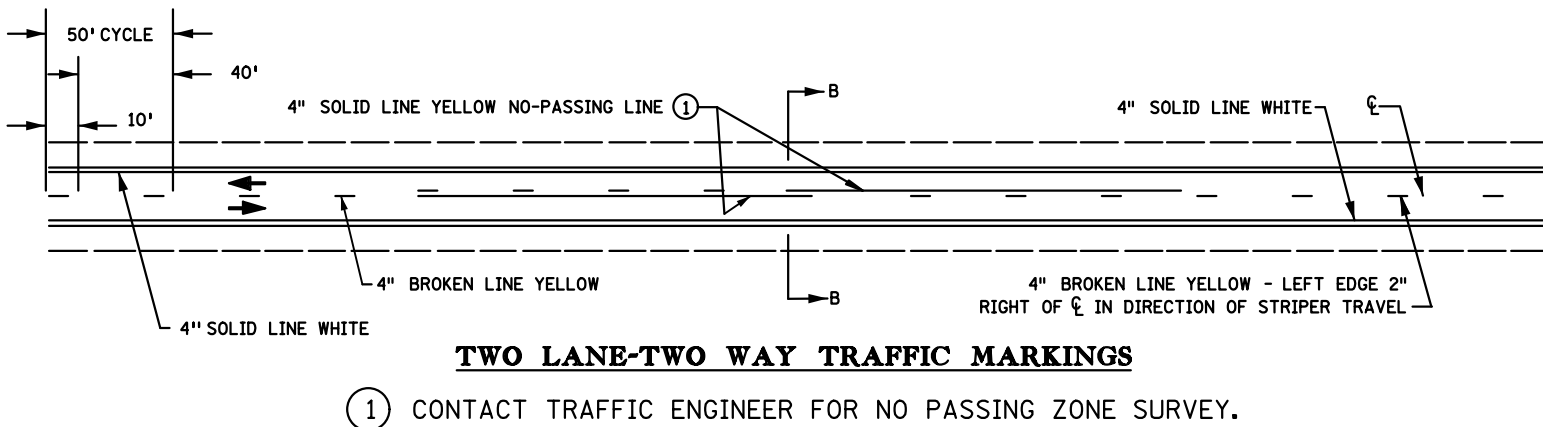 50' CYCLE
40'
10'
4" SOLID LINE YELLOW NO-PASSING LINE 1
B
4" SOLID LINE WHITE
℄
4" BROKEN LINE YELLOW
B
4" BROKEN LINE YELLOW - LEFT EDGE 2"
RIGHT OF ℄ IN DIRECTION OF STRIPER TRAVEL
4" SOLID LINE WHITE
TWO LANE-TWO WAY TRAFFIC MARKINGS
1 CONTACT TRAFFIC ENGINEER FOR NO PASSING ZONE SURVEY.